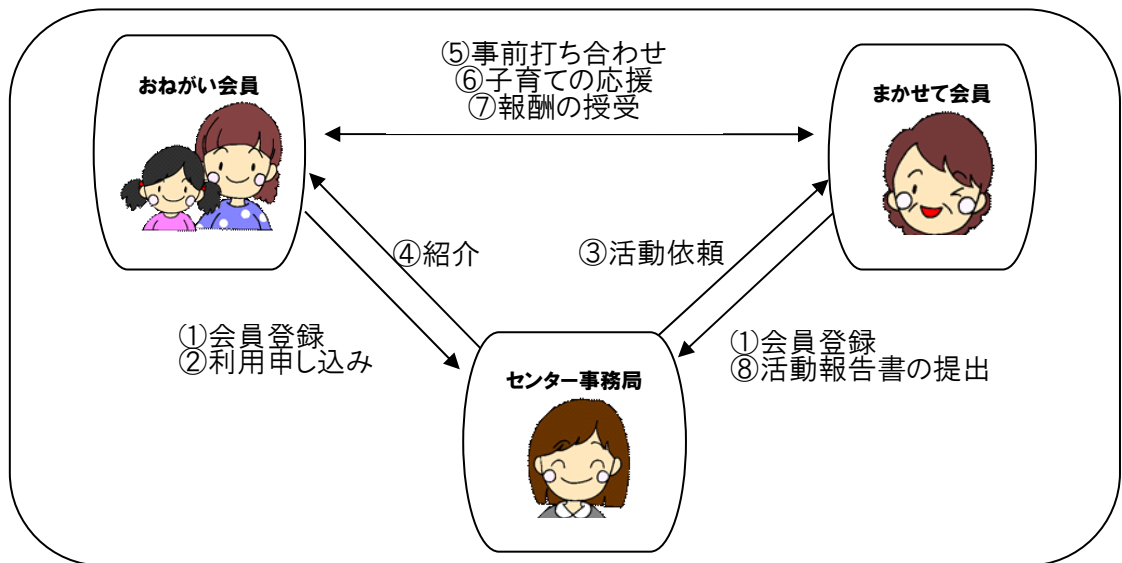 ⑤事前打ち合わせ
⑥子育ての応援
⑦報酬の授受
おねがい会員
まかせて会員
④紹介
③活動依頼
①会員登録
②利用申し込み
①会員登録
⑧活動報告書の提出
センター事務局